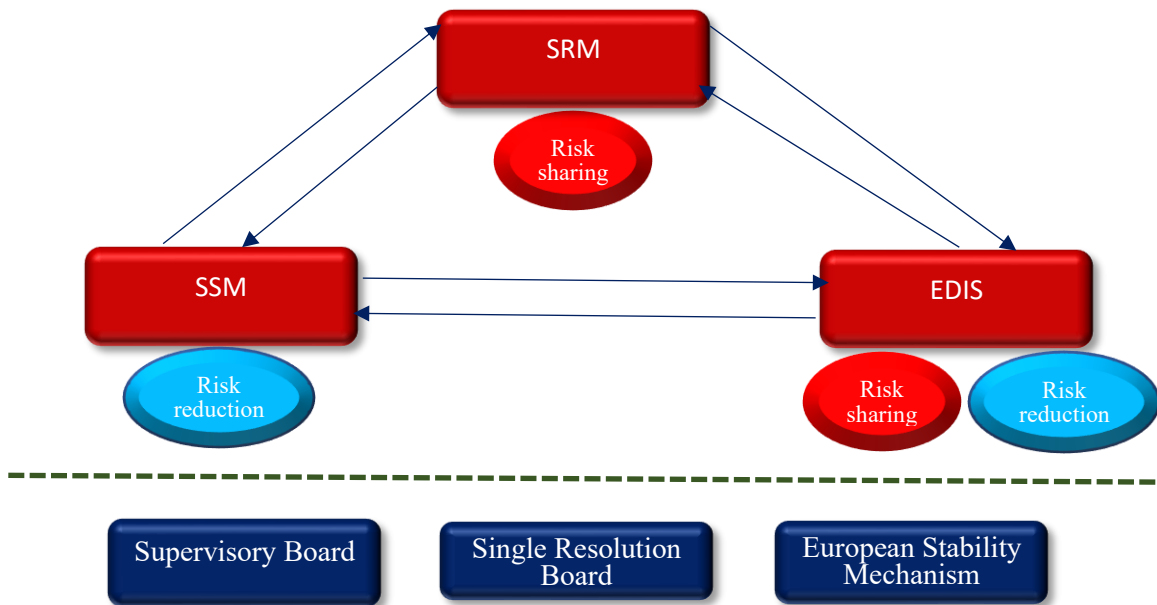 SRM
Risk
sharing
SSM
EDIS
Risk
reduction
Risk
sharing
Risk
reduction
Supervisory Board
Single Resolution
Board
European Stability
Mechanism